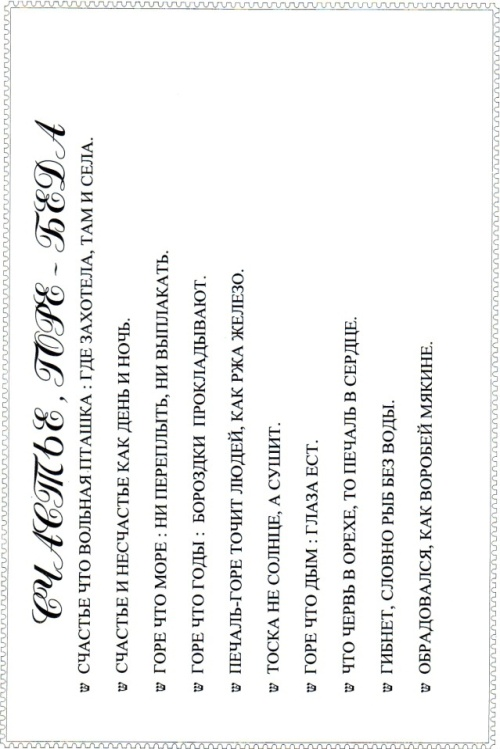 СЧАСТЬЕ, ГОРЕ - БЕДА
СЧАСТЬЕ ЧТО ВОЛЬНАЯ ПТАШКА : ГДЕ ЗАХОТЕЛА, ТАМ И СЕЛА.
СЧАСТЬЕ И НЕСЧАСТЬЕ КАК ДЕНЬ И НОЧЬ.
ГОРЕ ЧТО МОРЕ : НИ ПЕРЕПЛЫТЬ, НИ ВЫПЛАКАТЬ.
ГОРЕ ЧТО ГОДЫ : БОРОЗДКИ ПРОКЛАДЫВАЮТ.
ПЕЧАЛЬ-ГОРЕ ТОЧИТ ЛЮДЕЙ, КАК РЖА ЖЕЛЕЗО.
ТОСКА НЕ СОЛНЦЕ, А СУШИТ.
ГОРЕ ЧТО ДЫМ : ГЛАЗА ЕСТ.
ЧТО ЧЕРВЬ В ОРЕХЕ, ТО ПЕЧАЛЬ В СЕРДЦЕ.
ГИБНЕТ, СЛОВНО РЫБ БЕЗ ВОДЫ.
ОБРАДОВАЛСЯ, КАК ВОРОБЕЙ МЯКИНЕ.